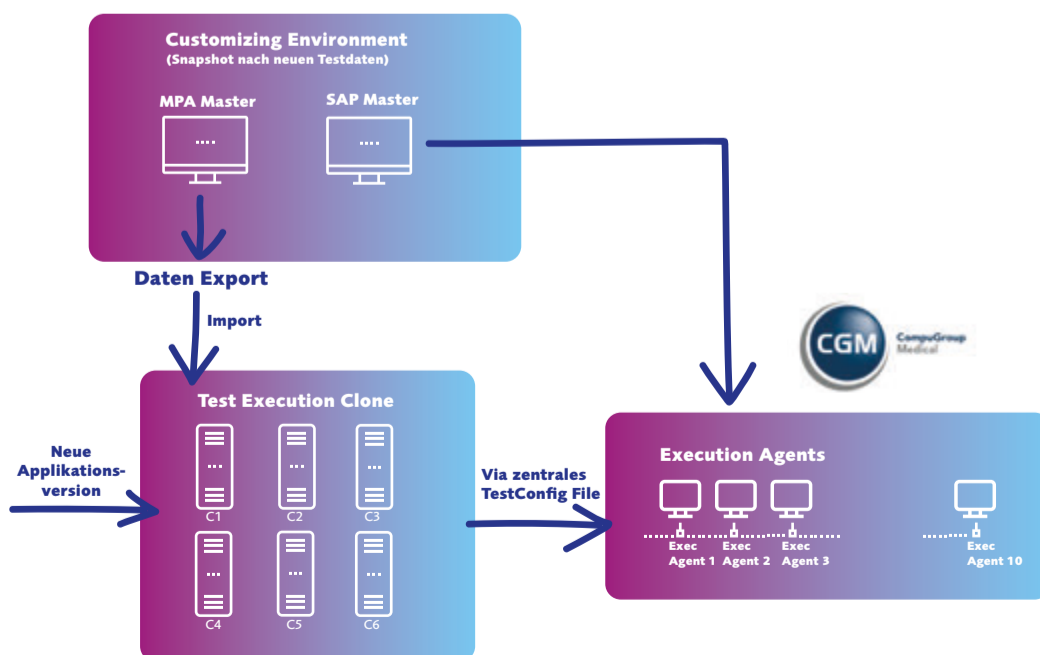 Customizing Environment
(Snapshot nach neuen Testdaten)
MPA Master
SAP Master
Daten Export
Import
CGM
CompuGroup
Medical
Test Execution Clone
C1
C2
C3
C4
C5
C6
Neue
Applikations-
version
Via zentrales
TestConfig File
Execution Agents
Exec
Agent 1
Exec
Agent 2
Exec
Agent 3
Exec
Agent 10